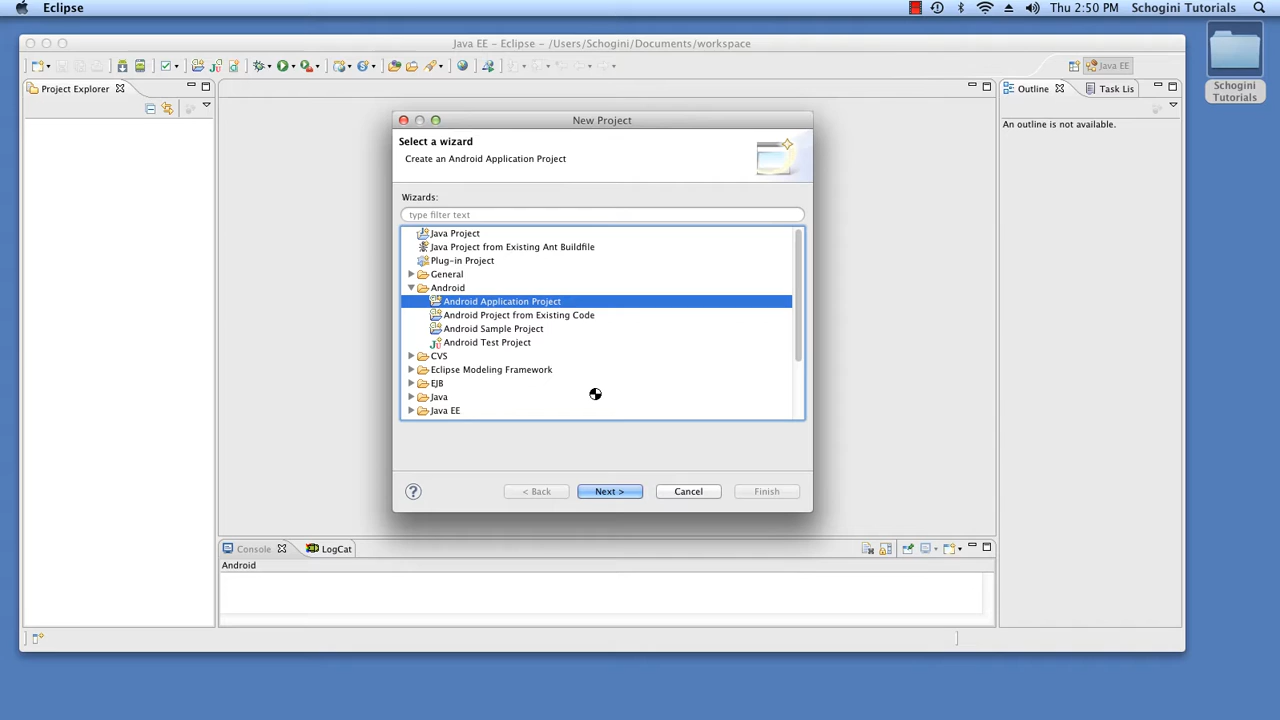 Eclipse
Thu 2:50 PM
Schogini Tutorials
Java EE - Eclipse - /Users/Schogini/Documents/workspace
Java EE
Project Explorer
Outline
Task Lis
An outline is not available.
Schogini
Tutorials
New Project
Select a wizard
Create an Android Application Project
Wizards:
type filter text
Java Project
Java Project from Existing Ant Buildfile
Plug-in Project
General
Android
Android Application Project
Android Project from Existing Code
Android Sample Project
Android Test Project
CVS
Eclipse Modeling Framework
EJB
Java
Java EE
?
< Back
Next >
Cancel
Finish
Console
LogCat
Android